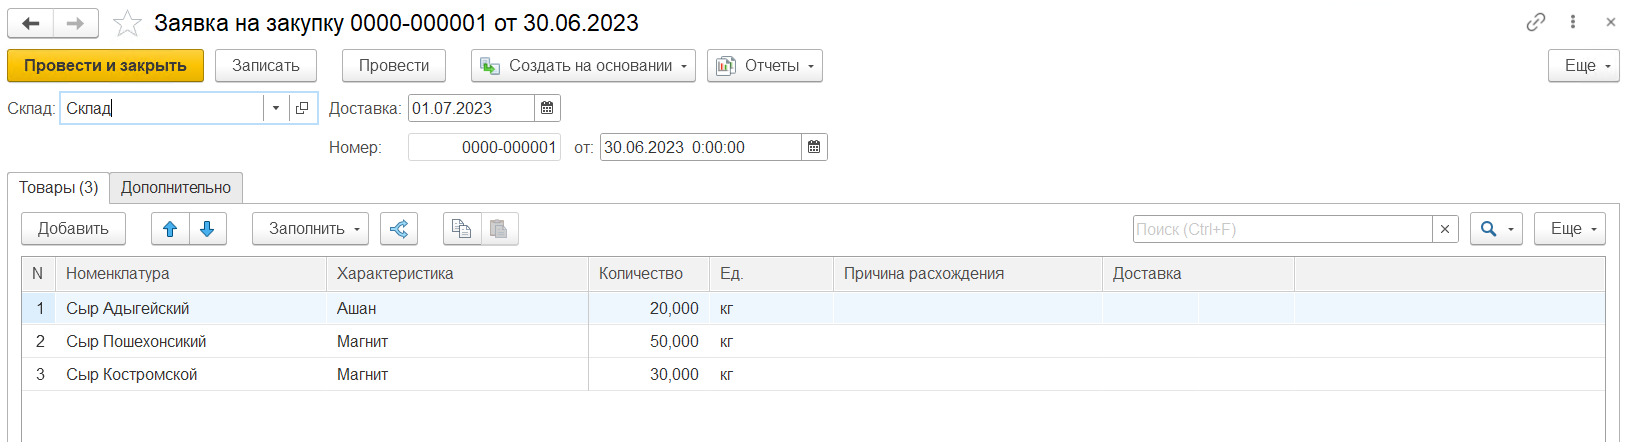 Заявка на закупку 0000-000001 от 30.06.2023
Провести и закрыть Записать Провести Создать на основании Отчеты Еще
Склад: Склад Доставка: 01.07.2023
Номер: 0000-000001 от: 30.06.2023 0:00:00
Товары (3) Дополнительно
Добавить Заполнить Поиск (Ctrl+F) Еще
N Номенклатура Характеристика Количество Ед. Причина расхождения Доставка
1 Сыр Адыгейский Ашан 20,000 кг
2 Сыр Пошехонсикий Магнит 50,000 кг
3 Сыр Костромской Магнит 30,000 кг